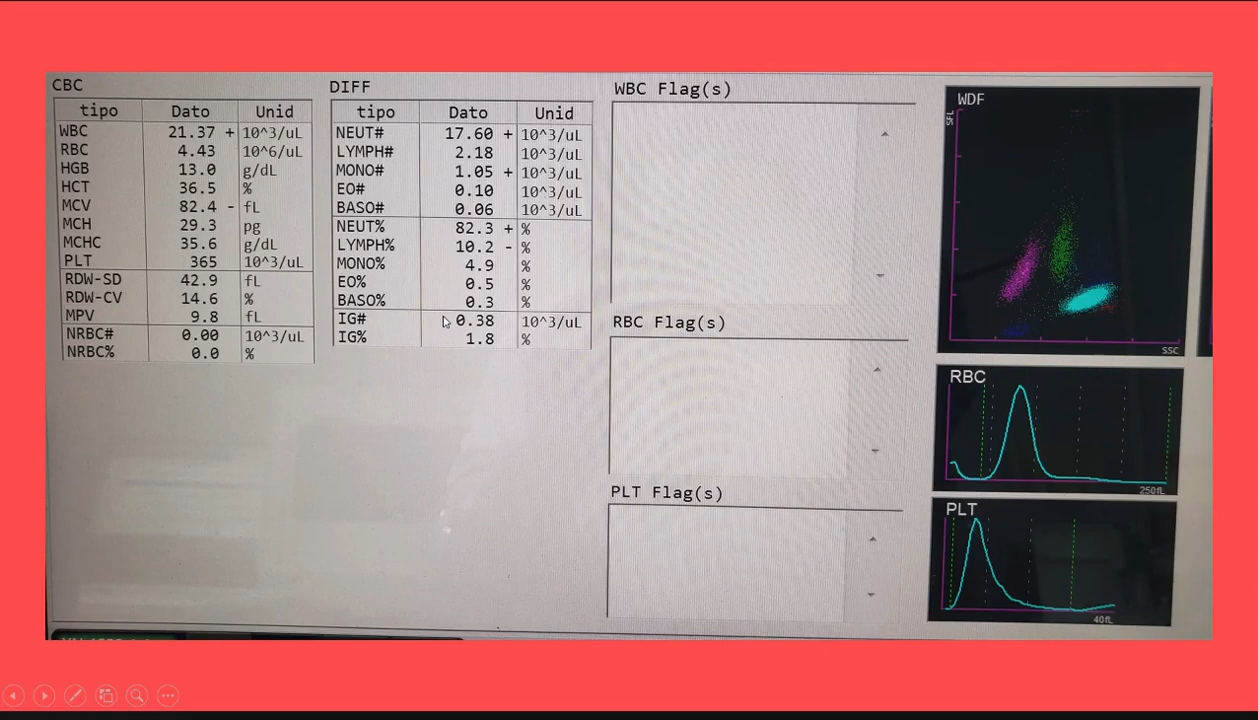 CBC
tipo Dato Unid
WBC 21.37 + 10^3/uL
RBC 4.43 10^6/uL
HGB 13.0 g/dL
HCT 36.5 %
MCV 82.4 - fL
MCH 29.3 pg
MCHC 35.6 g/dL
PLT 365 10^3/uL
RDW-SD 42.9 fL
RDW-CV 14.6 %
MPV 9.8 fL
NRBC# 0.00 10^3/uL
NRBC% 0.0 %
DIFF
tipo Dato Unid
NEUT# 17.60 + 10^3/uL
LYMPH# 2.18 10^3/uL
MONO# 1.05 + 10^3/uL
EO# 0.10 10^3/uL
BASO# 0.06 10^3/uL
NEUT% 82.3 + %
LYMPH% 10.2 - %
MONO% 4.9 %
EO% 0.5 %
BASO% 0.3 %
IG# 0.38 10^3/uL
IG% 1.8 %
WBC Flag(s)
RBC Flag(s)
PLT Flag(s)
WDF
SFL
SSC
RBC
250fL
PLT
40fL